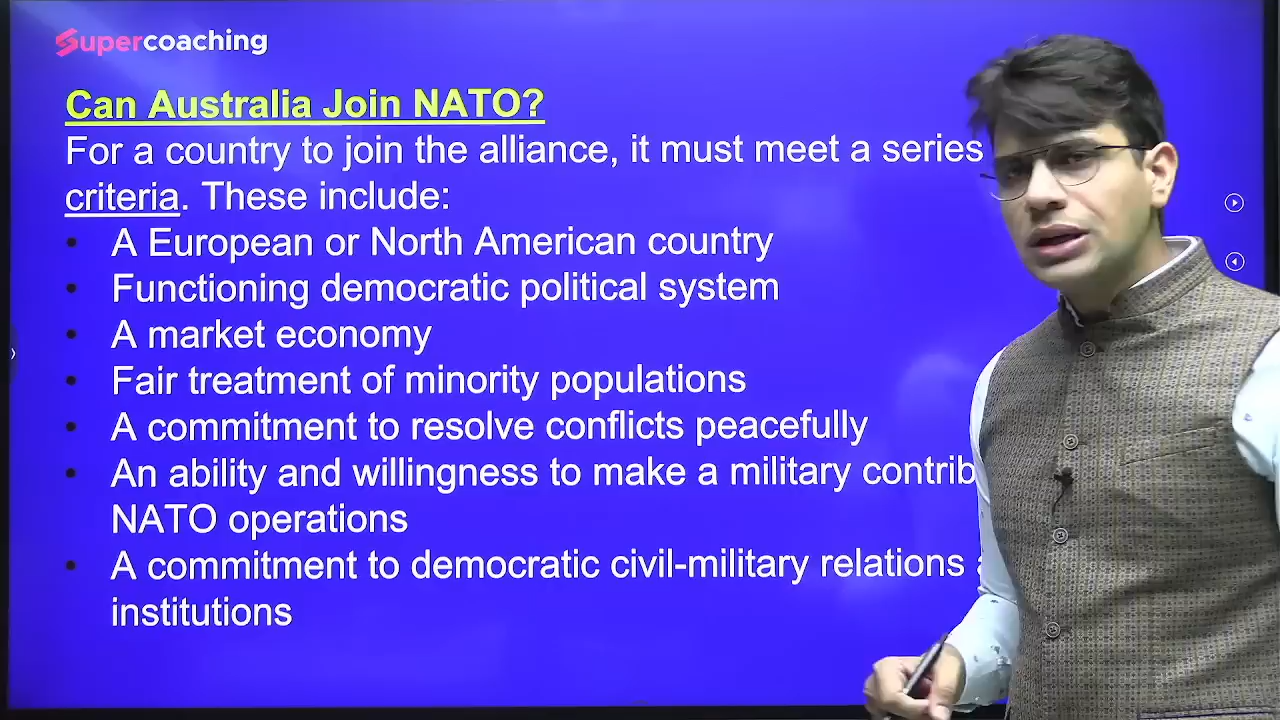 Supercoaching
Can Australia Join NATO?
For a country to join the alliance, it must meet a series
criteria. These include:
• A European or North American country
• Functioning democratic political system
• A market economy
• Fair treatment of minority populations
• A commitment to resolve conflicts peacefully
• An ability and willingness to make a military contrib
NATO operations
• A commitment to democratic civil-military relations
institutions